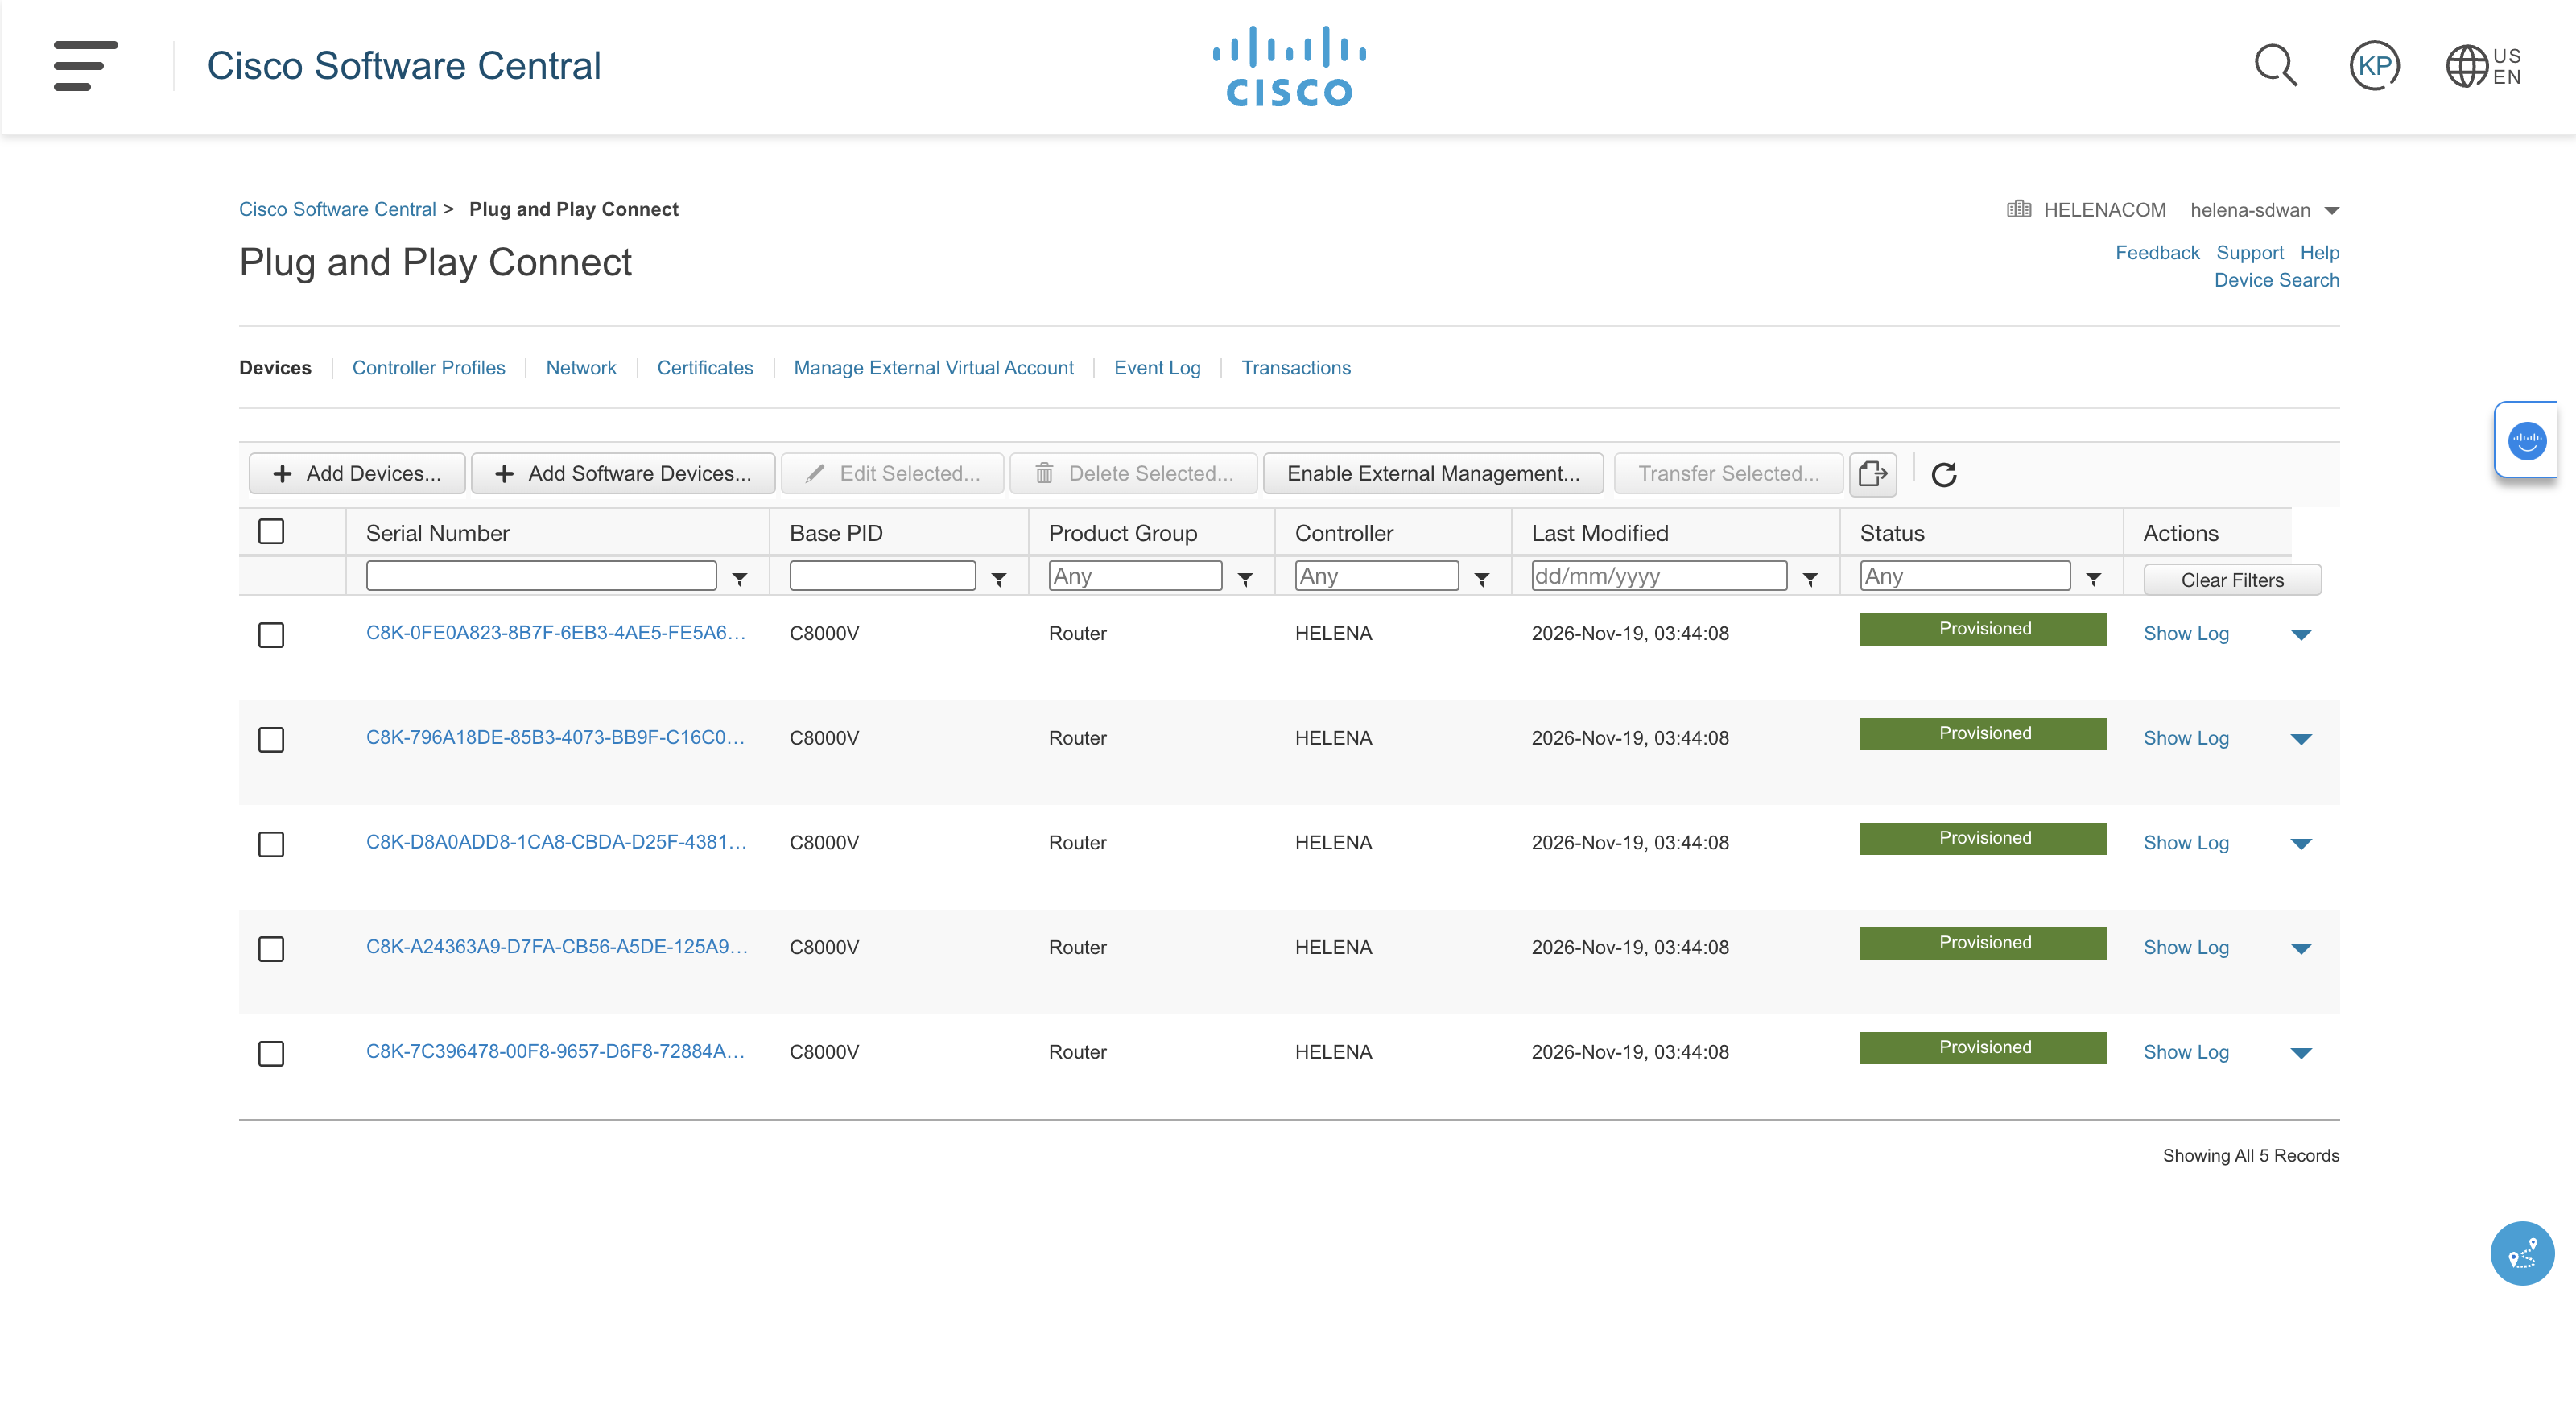 Cisco Software Central
CISCO
KP
US
EN
Cisco Software Central > Plug and Play Connect
HELENACOM helena-sdwan
Plug and Play Connect
Feedback Support Help
Device Search
Devices Controller Profiles Network Certificates Manage External Virtual Account Event Log Transactions
Add Devices... Add Software Devices... Edit Selected... Delete Selected... Enable External Management... Transfer Selected...
Serial Number Base PID Product Group Controller Last Modified Status Actions
Any Any dd/mm/yyyy Any Clear Filters
C8K-0FE0A823-8B7F-6EB3-4AE5-FE5A6... C8000V Router HELENA 2026-Nov-19, 03:44:08 Provisioned Show Log
C8K-796A18DE-85B3-4073-BB9F-C16C0... C8000V Router HELENA 2026-Nov-19, 03:44:08 Provisioned Show Log
C8K-D8A0ADD8-1CA8-CBDA-D25F-4381... C8000V Router HELENA 2026-Nov-19, 03:44:08 Provisioned Show Log
C8K-A24363A9-D7FA-CB56-A5DE-125A9... C8000V Router HELENA 2026-Nov-19, 03:44:08 Provisioned Show Log
C8K-7C396478-00F8-9657-D6F8-72884A... C8000V Router HELENA 2026-Nov-19, 03:44:08 Provisioned Show Log
Showing All 5 Records